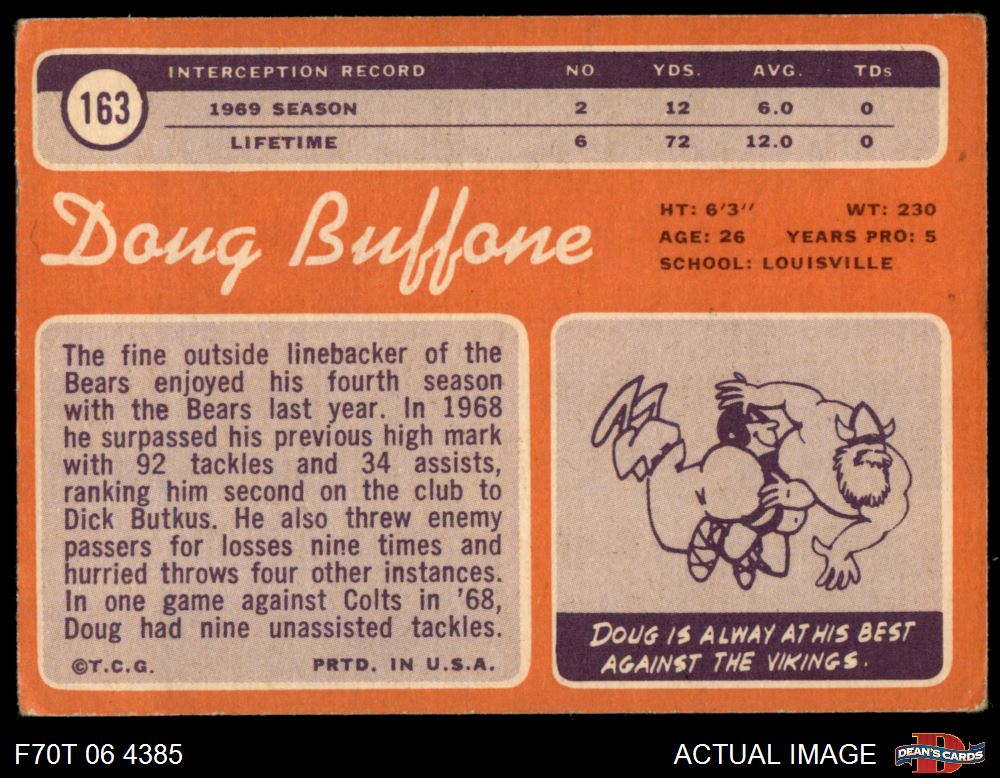 163
INTERCEPTION RECORD NO YDS. AVG. TDs
1969 SEASON 2 12 6.0 0
LIFETIME 6 72 12.0 0
Doug Buffone
HT: 6'3'' WT: 230
AGE: 26 YEARS PRO: 5
SCHOOL: LOUISVILLE
The fine outside linebacker of the
Bears enjoyed his fourth season
with the Bears last year. In 1968
he surpassed his previous high mark
with 92 tackles and 34 assists,
ranking him second on the club to
Dick Butkus. He also threw enemy
passers for losses nine times and
hurried throws four other instances.
In one game against Colts in '68,
Doug had nine unassisted tackles.
©T.C.G. PRTD. IN U.S.A.
DOUG IS ALWAY AT HIS BEST
AGAINST THE VIKINGS.
F70T 06 4385
ACTUAL IMAGE
DEAN'S CARDS